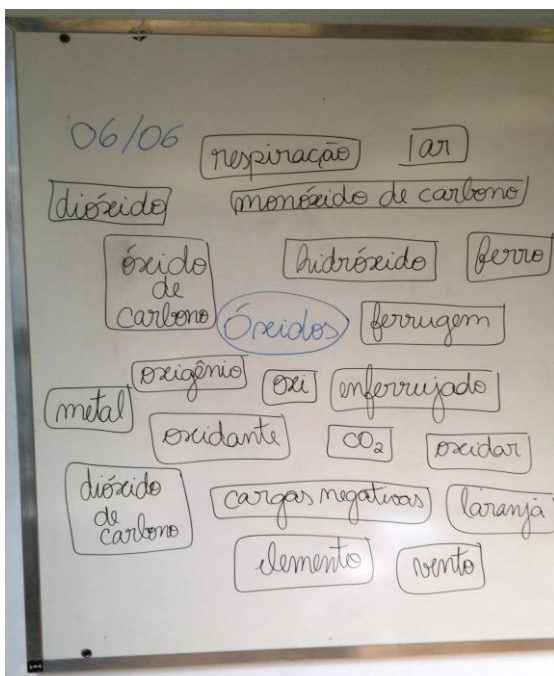 06/06
respiração
ar
dióxido
monóxido de carbono
óxido
de
carbono
hidróxido
ferro
Óxidos
ferrugem
oxigênio
oxi
enferrujado
metal
oxidante
CO₂
oxidar
dióxido
de
carbono
cargas negativas
laranja
elemento
vento